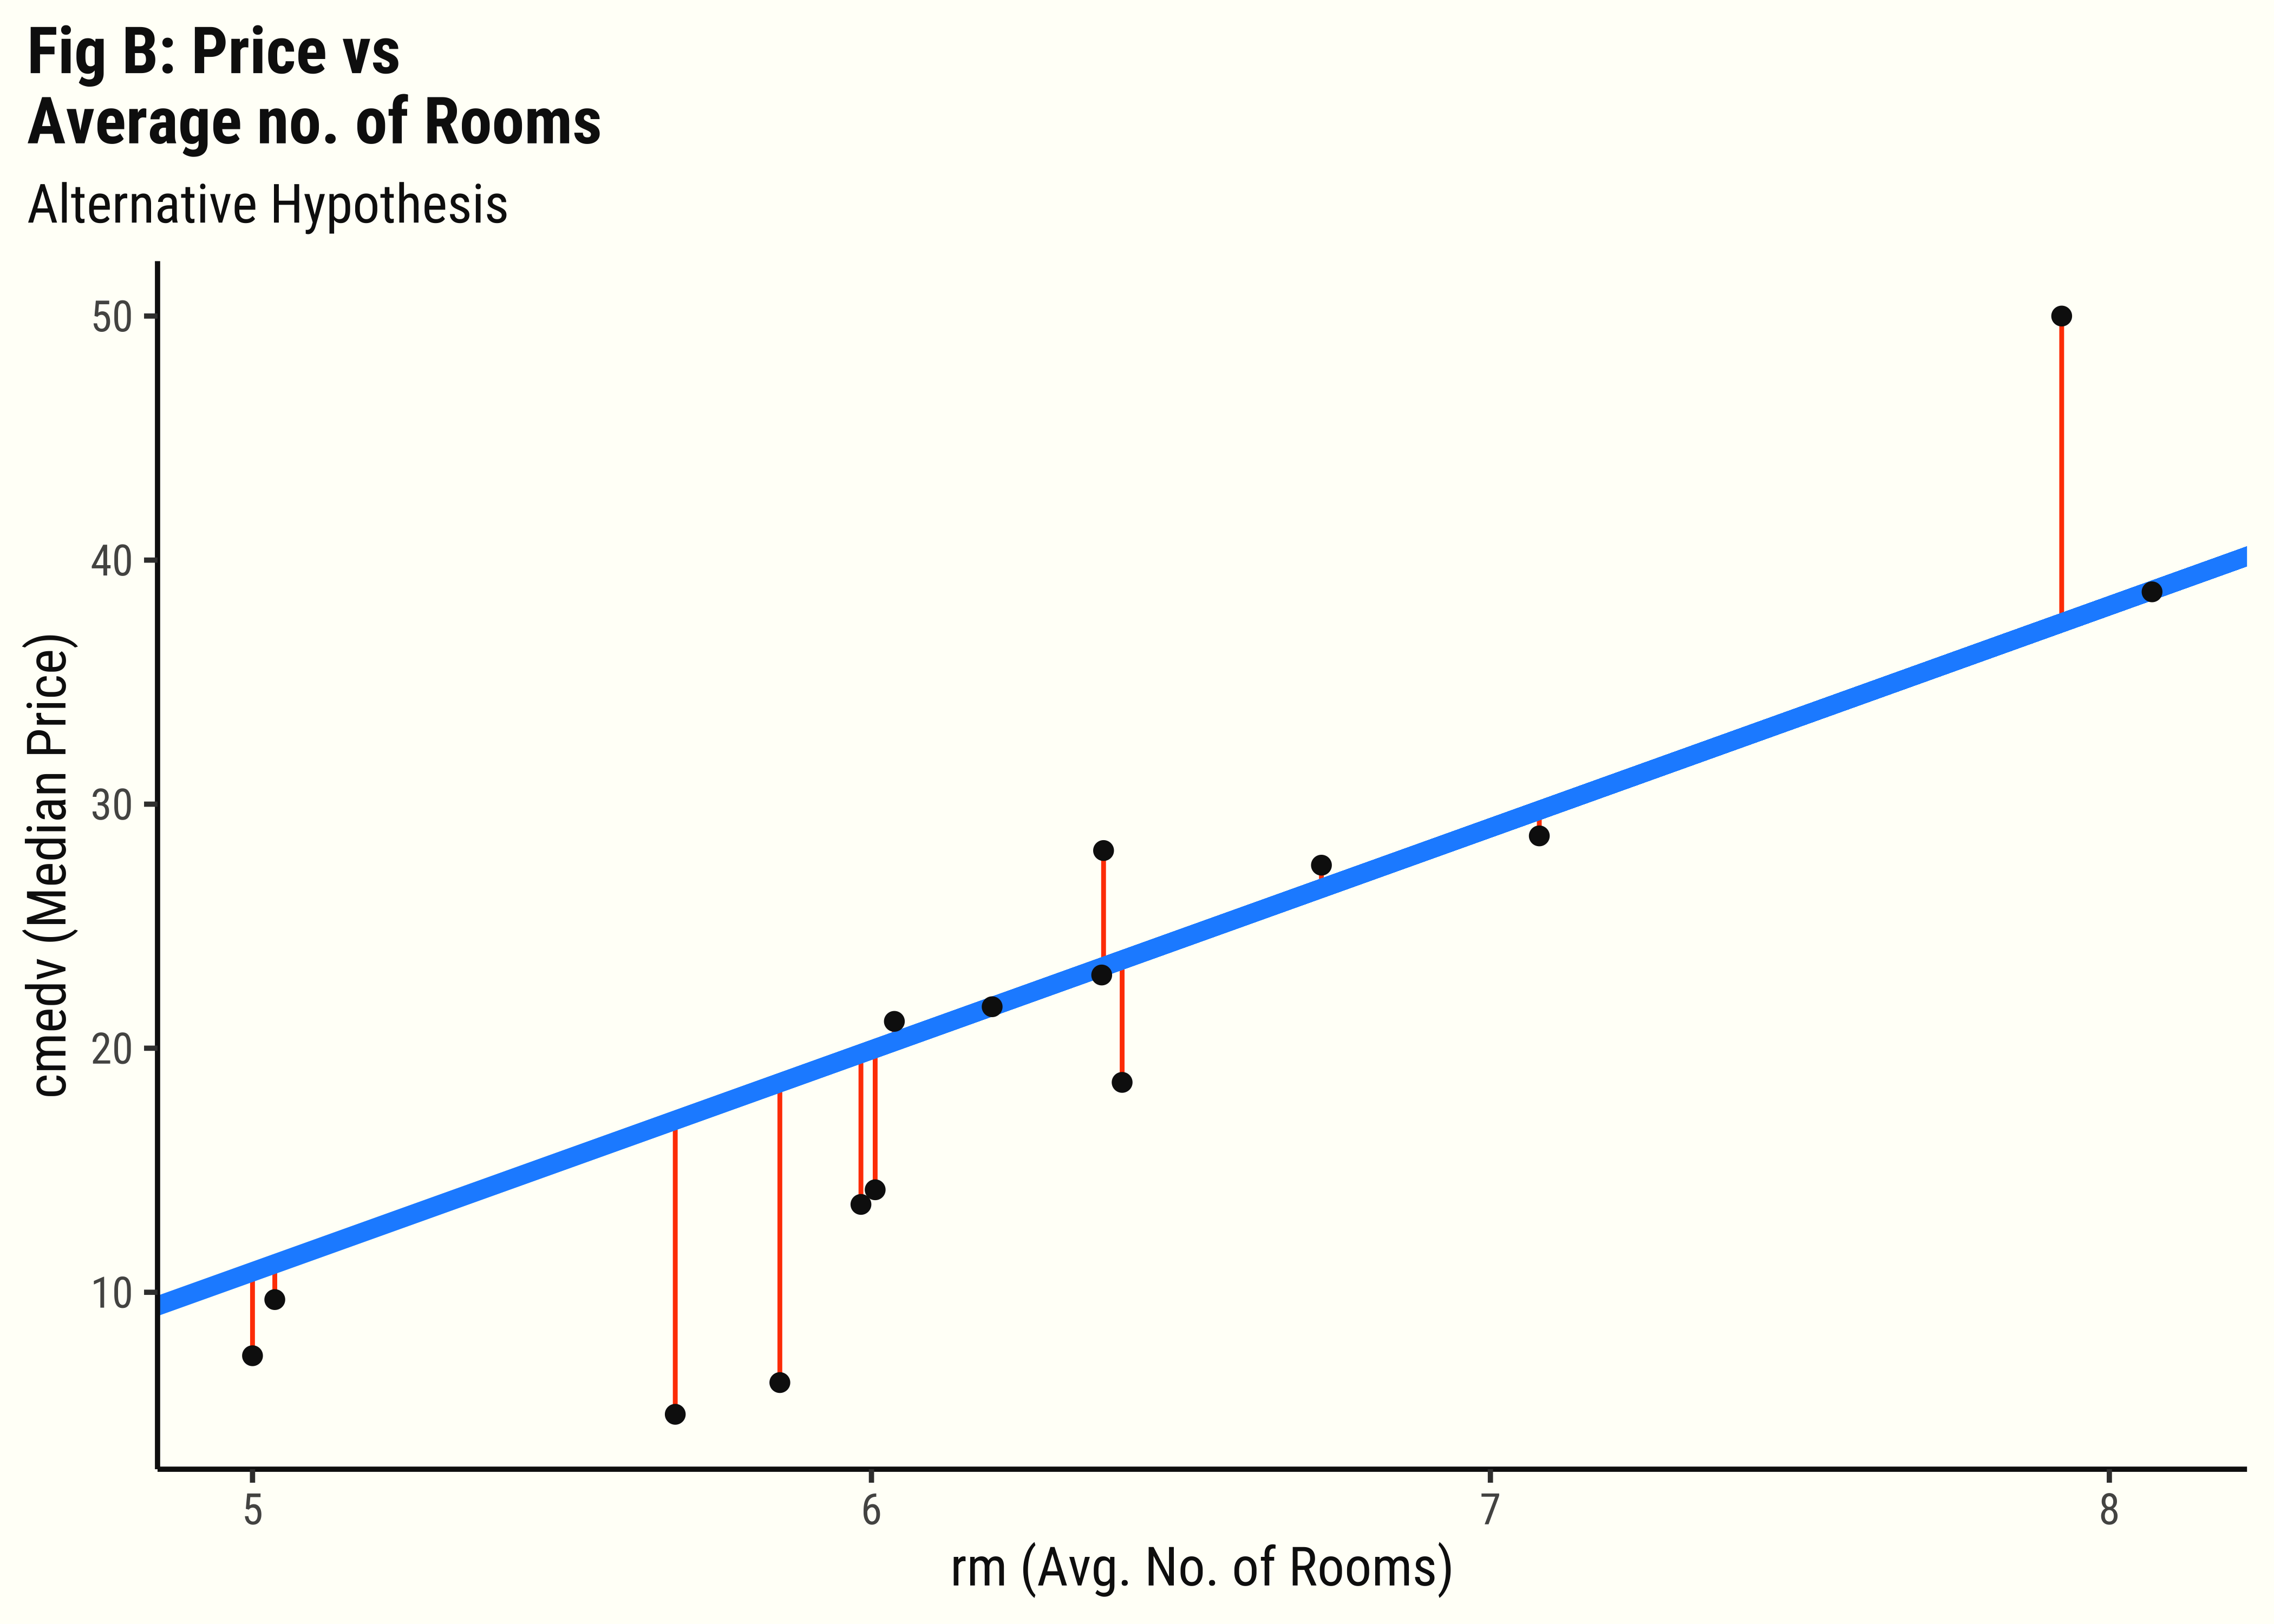 Fig B: Price vs
Average no. of Rooms
Alternative Hypothesis
cmedv (Median Price)
50
40
30
20
10
5
6
7
8
rm (Avg. No. of Rooms)